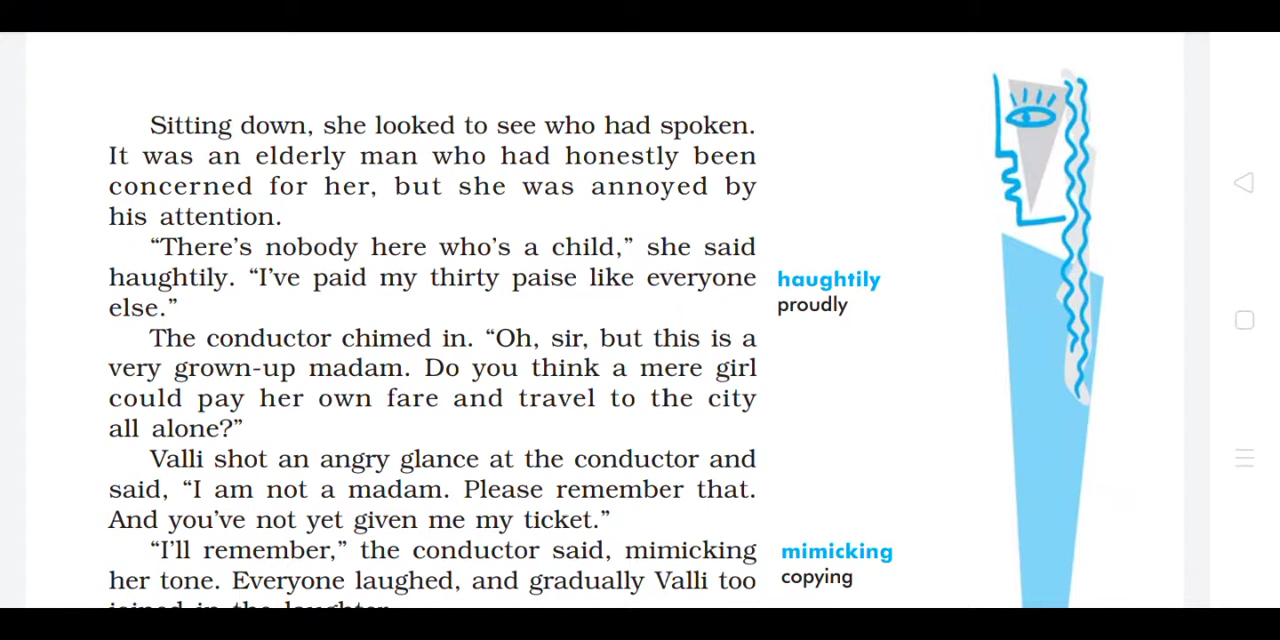 Sitting down, she looked to see who had spoken.
It was an elderly man who had honestly been
concerned for her, but she was annoyed by
his attention.
“There’s nobody here who’s a child,” she said
haughtily. “I’ve paid my thirty paise like everyone
else.”
haughtily
proudly
The conductor chimed in. “Oh, sir, but this is a
very grown-up madam. Do you think a mere girl
could pay her own fare and travel to the city
all alone?”
Valli shot an angry glance at the conductor and
said, “I am not a madam. Please remember that.
And you’ve not yet given me my ticket.”
“I’ll remember,” the conductor said, mimicking
her tone. Everyone laughed, and gradually Valli too
mimicking
copying
joined in the laughter.